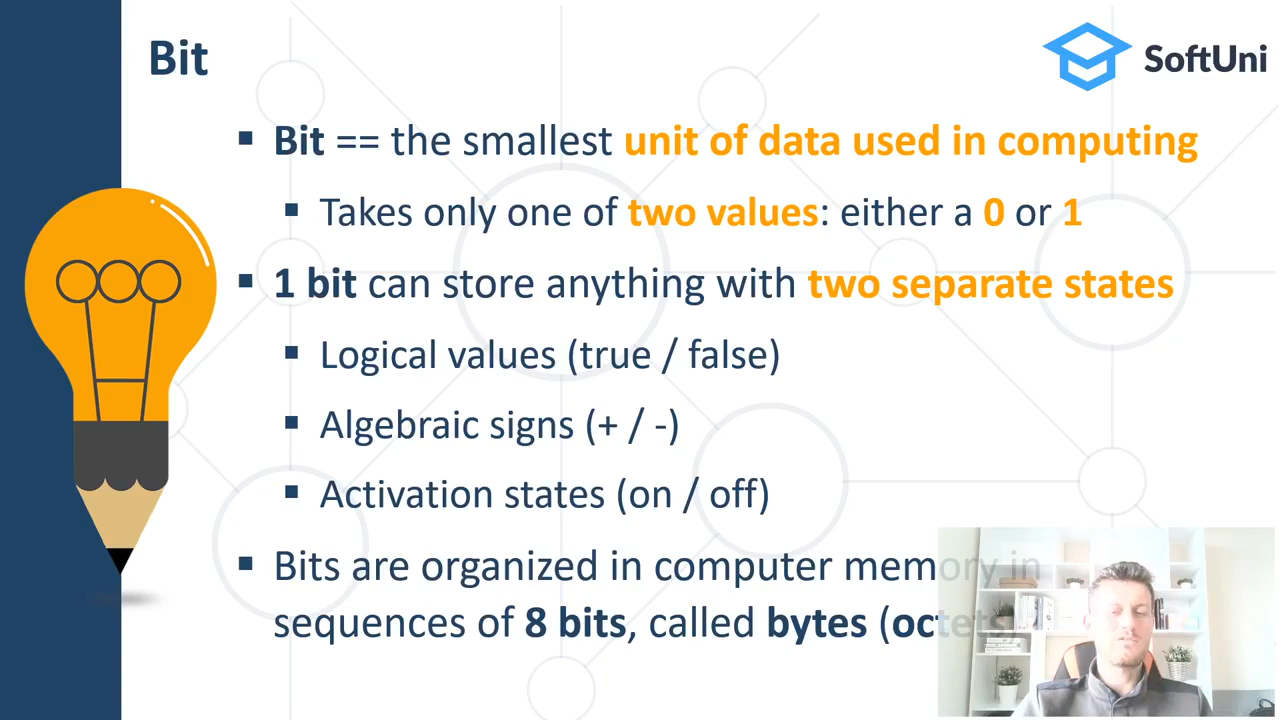 Bit
SoftUni
▪ Bit == the smallest unit of data used in computing
▪ Takes only one of two values: either a 0 or 1
▪ 1 bit can store anything with two separate states
▪ Logical values (true / false)
▪ Algebraic signs (+ / -)
▪ Activation states (on / off)
▪ Bits are organized in computer memory in
sequences of 8 bits, called bytes (octets)